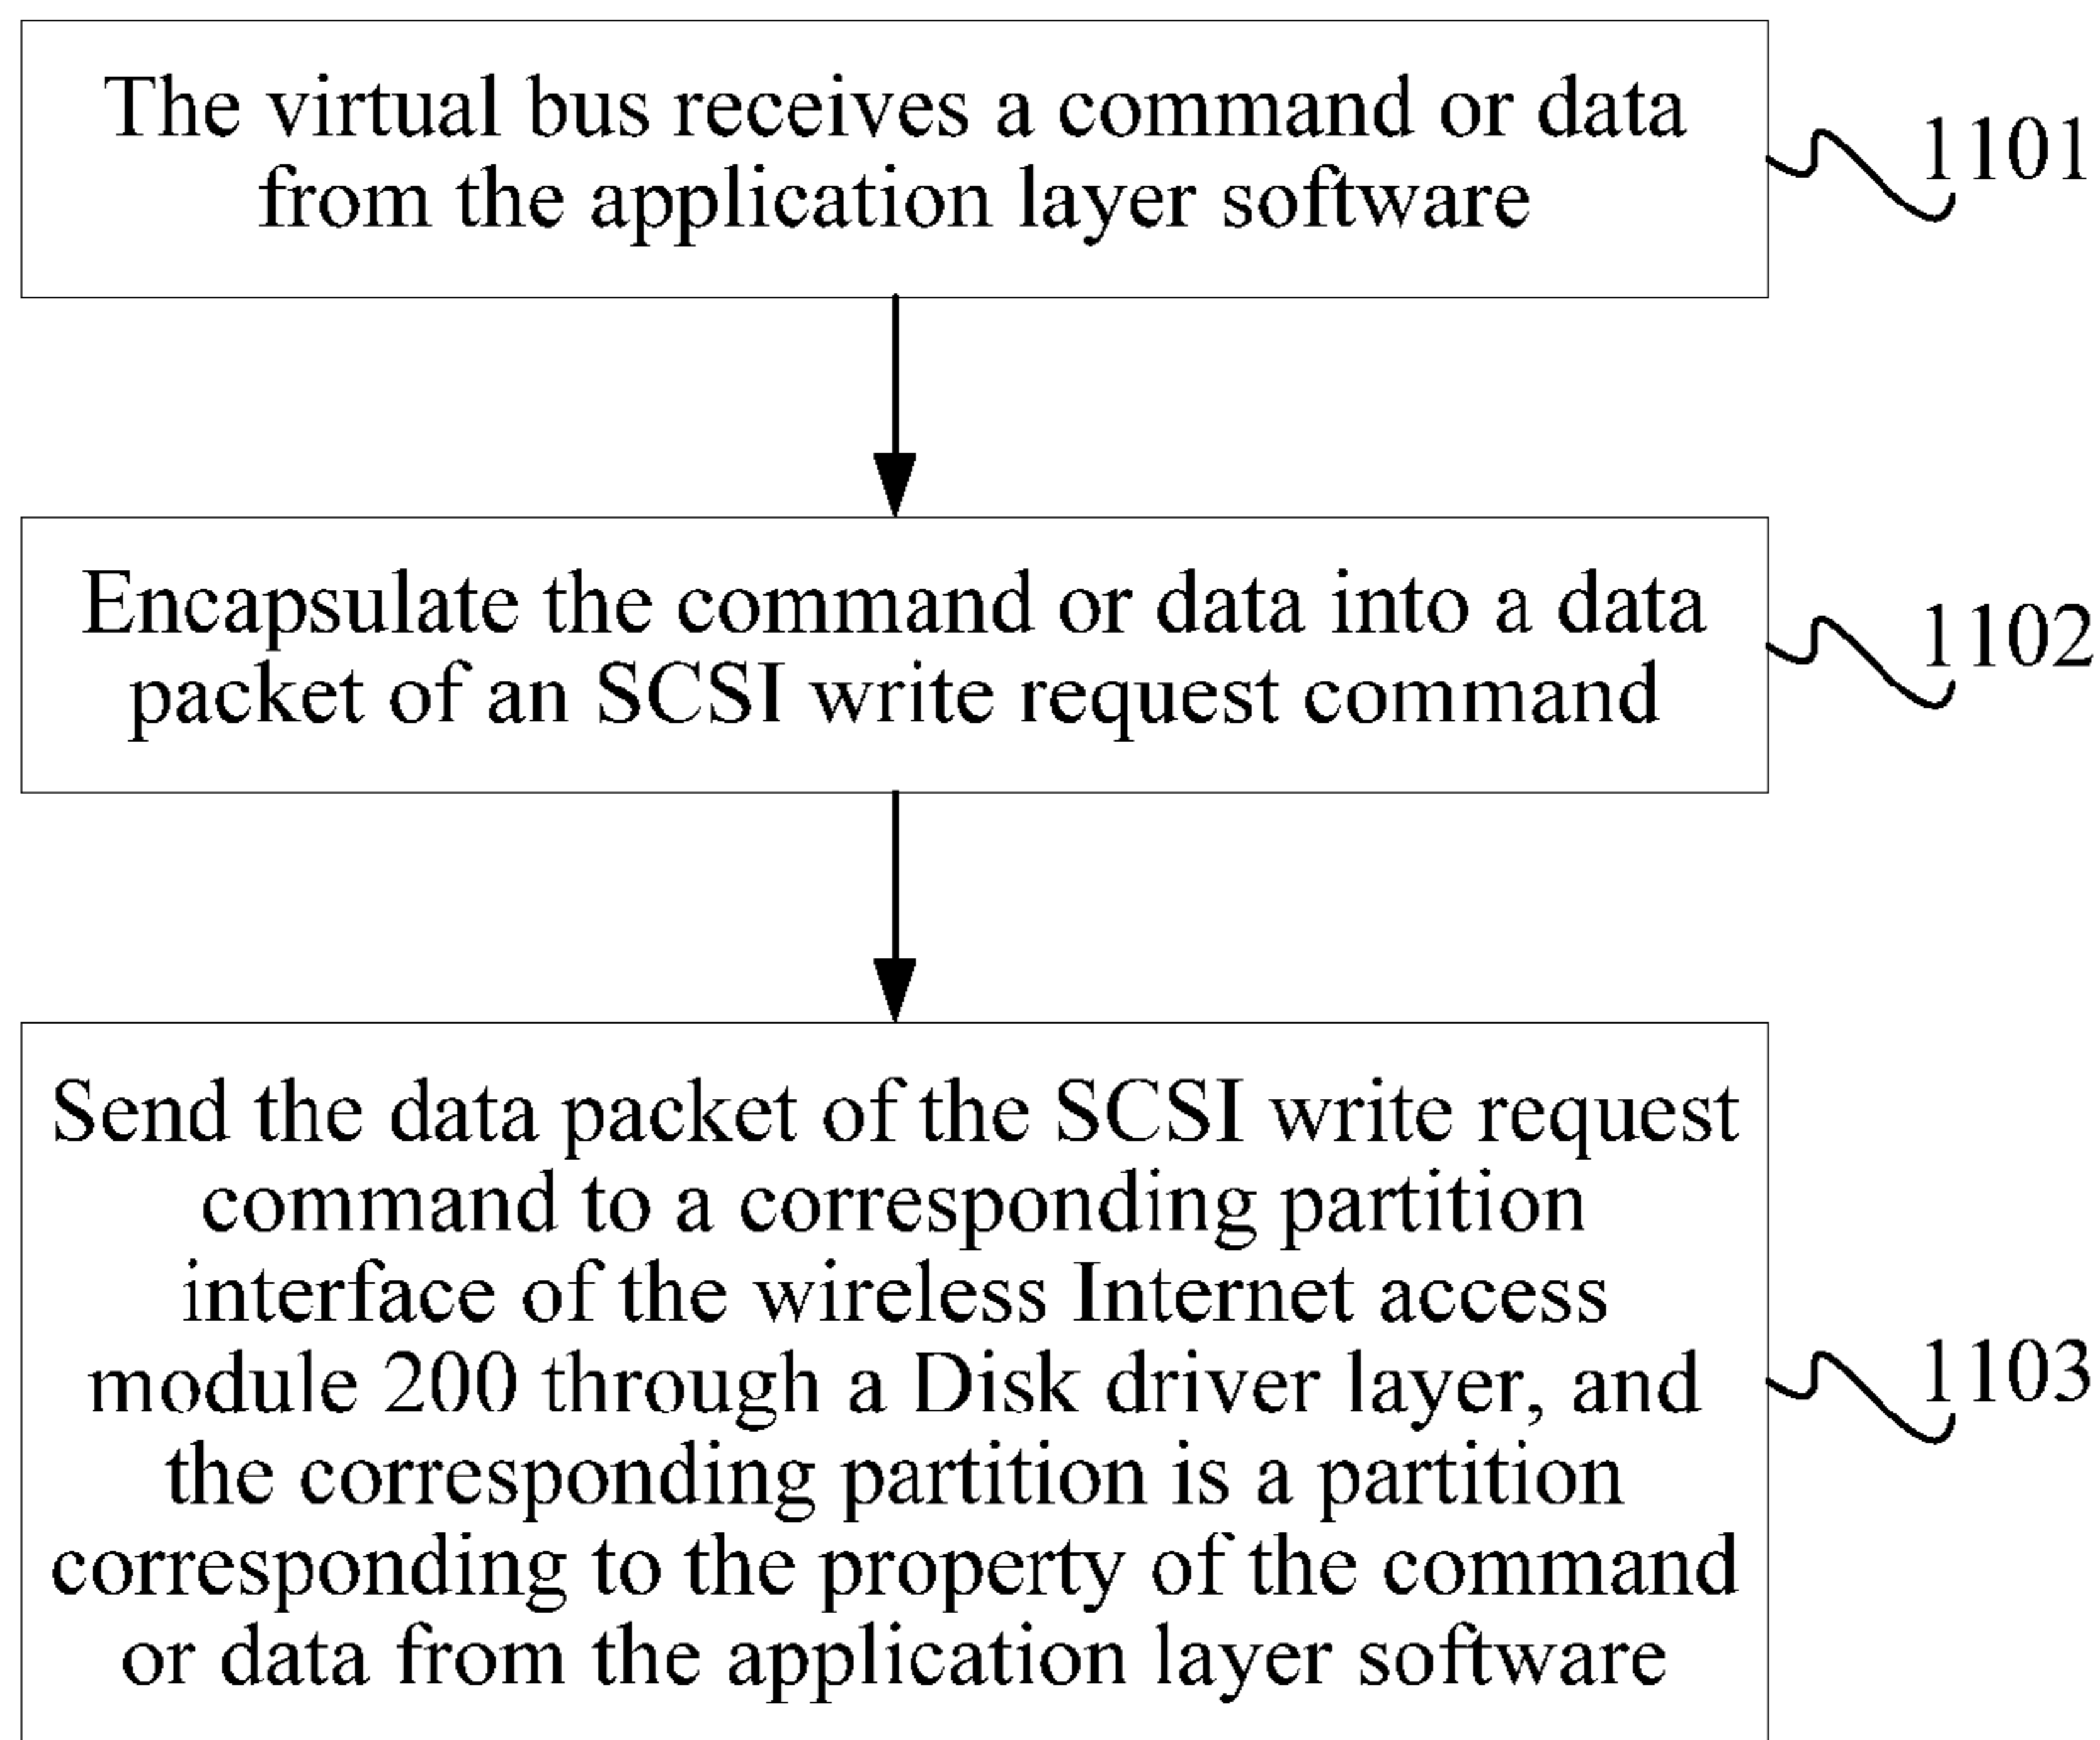 The virtual bus receives a command or data
from the application layer software
1101
Encapsulate the command or data into a data
packet of an SCSI write request command
1102
Send the data packet of the SCSI write request
command to a corresponding partition
interface of the wireless Internet access
module 200 through a Disk driver layer, and
the corresponding partition is a partition
corresponding to the property of the command
or data from the application layer software
1103